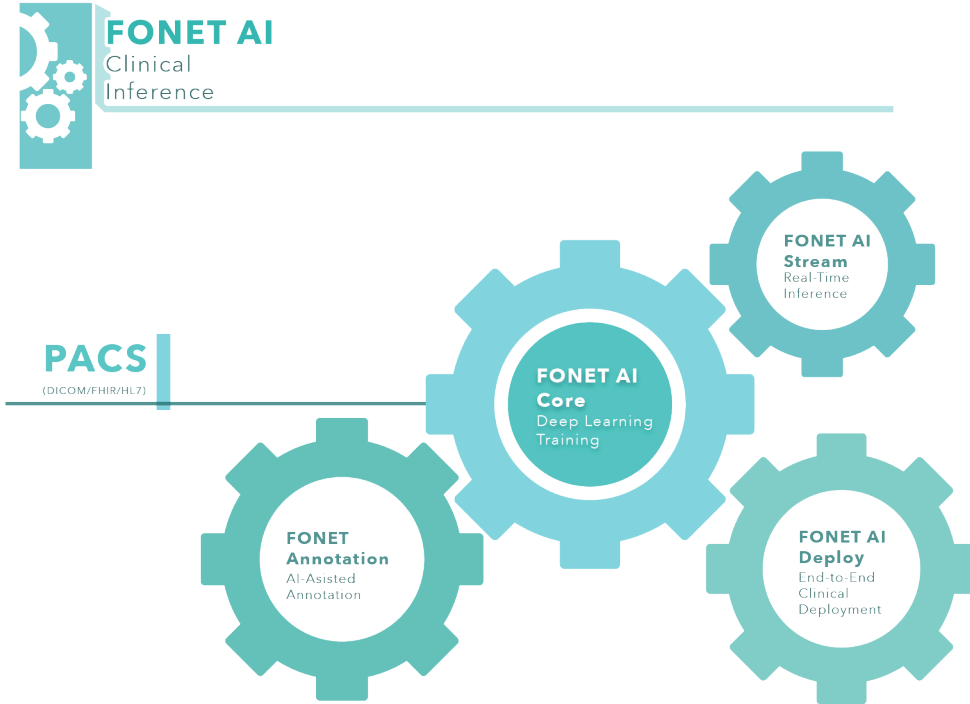 FONET AI
Clinical
Inference
FONET AI
Stream
Real-Time
Inference
PACS
(DICOM/FHIR/HL7)
FONET AI
Core
Deep Learning
Training
FONET
Annotation
AI-Asisted
Annotation
FONET AI
Deploy
End-to-End
Clinical
Deployment